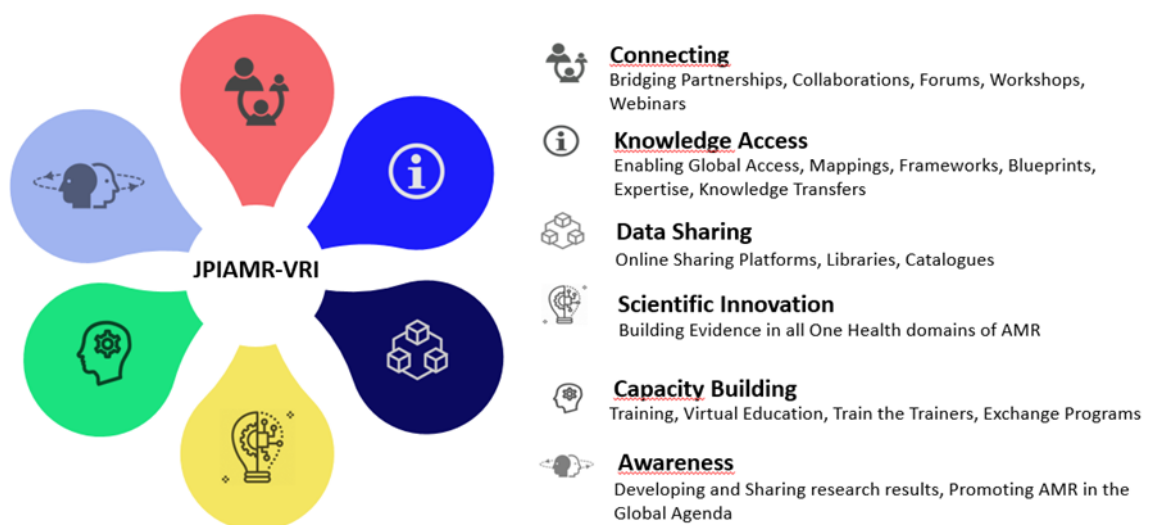 JPIAMR-VRI
Connecting
Bridging Partnerships, Collaborations, Forums, Workshops,
Webinars
Knowledge Access
Enabling Global Access, Mappings, Frameworks, Blueprints,
Expertise, Knowledge Transfers
Data Sharing
Online Sharing Platforms, Libraries, Catalogues
Scientific Innovation
Building Evidence in all One Health domains of AMR
Capacity Building
Training, Virtual Education, Train the Trainers, Exchange Programs
Awareness
Developing and Sharing research results, Promoting AMR in the
Global Agenda